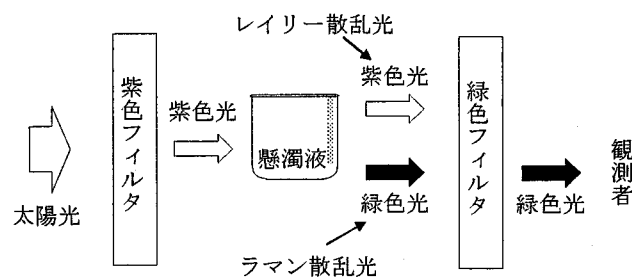 レイリー散乱光
紫色フィルタ
紫色光
紫色光
緑色フィルタ
懸濁液
観測者
太陽光
緑色光
緑色光
ラマン散乱光